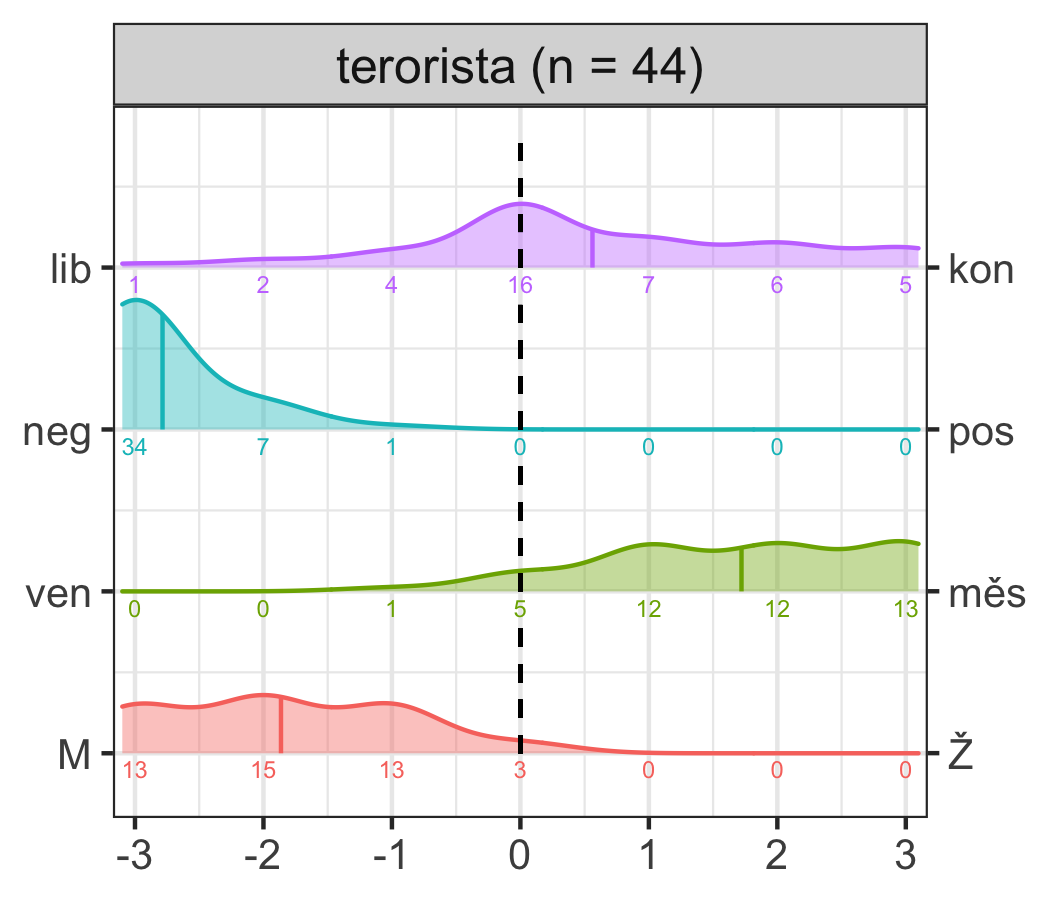 terorista (n = 44)
lib kon
1 2 4 16 7 6 5
neg pos
34 7 1 0 0 0 0
ven měs
0 0 1 5 12 12 13
M Ž
13 15 13 3 0 0 0
-3 -2 -1 0 1 2 3